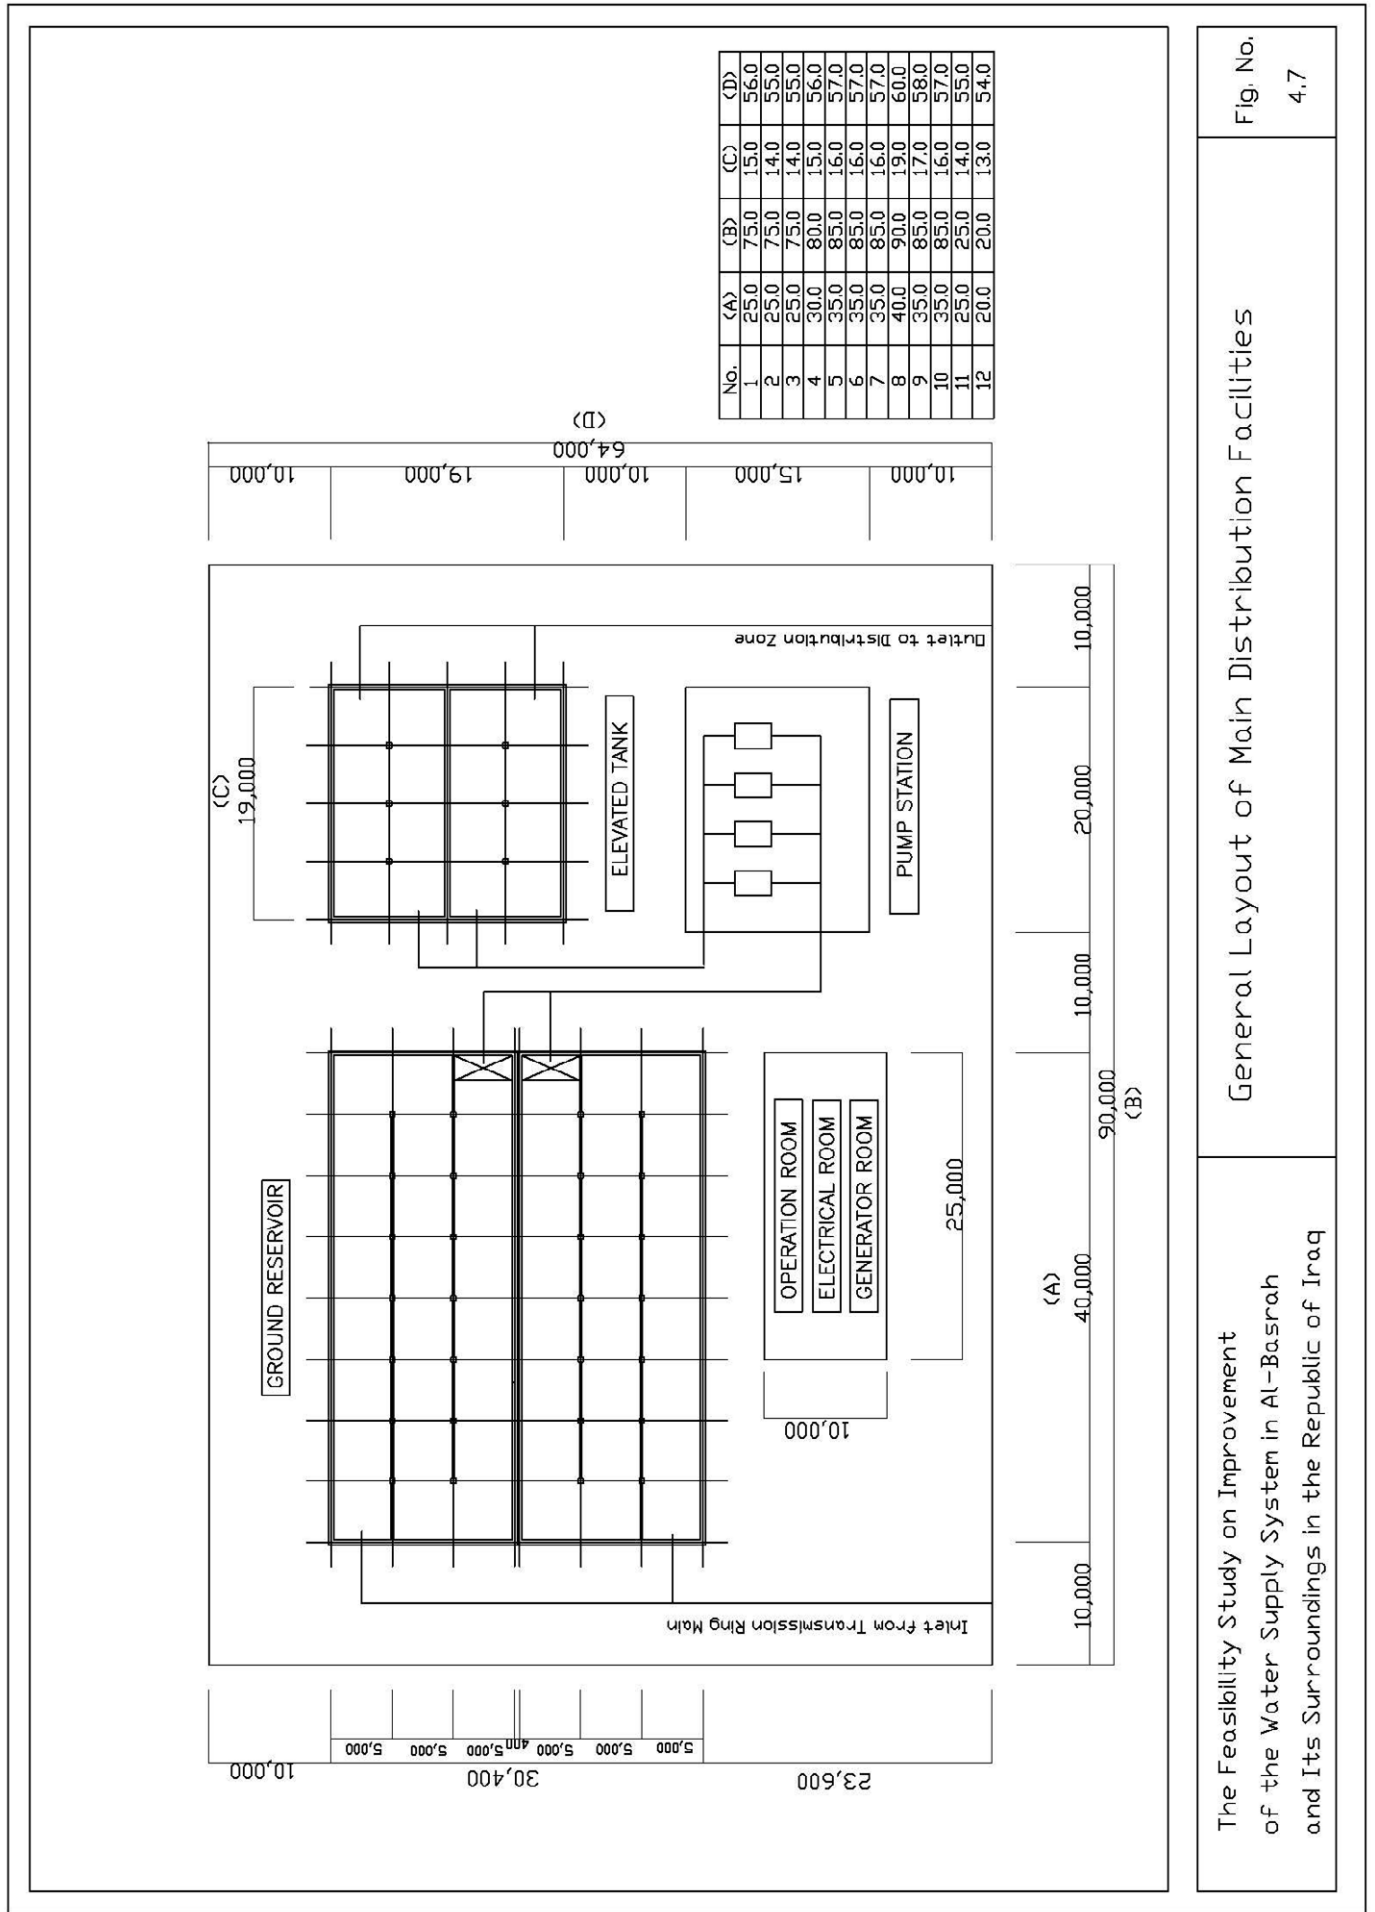 (D)
64,000
10,000
19,000
10,000
15,000
10,000
No. (A) (B) (C) (D)
1 25.0 75.0 15.0 56.0
2 25.0 75.0 14.0 55.0
3 25.0 75.0 14.0 55.0
4 30.0 80.0 15.0 56.0
5 35.0 85.0 16.0 57.0
6 35.0 85.0 16.0 57.0
7 35.0 85.0 16.0 57.0
8 40.0 90.0 19.0 60.0
9 35.0 85.0 17.0 58.0
10 35.0 85.0 16.0 57.0
11 25.0 25.0 14.0 55.0
12 20.0 20.0 13.0 54.0
GROUND RESERVOIR
(C)
19,000
ELEVATED TANK
Outlet to Distribution Zone
PUMP STATION
OPERATION ROOM
ELECTRICAL ROOM
GENERATOR ROOM
25,000
10,000
Inlet from Transmission Ring Main
10,000
30,400
23,600
5,000
5,000
5,000
400
5,000
5,000
5,000
10,000
(A)
40,000
10,000
20,000
10,000
90,000
(B)
The Feasibility Study on Improvement
of the Water Supply System in Al-Basrah
and Its Surroundings in the Republic of Iraq
General Layout of Main Distribution Facilities
Fig. No.
4.7